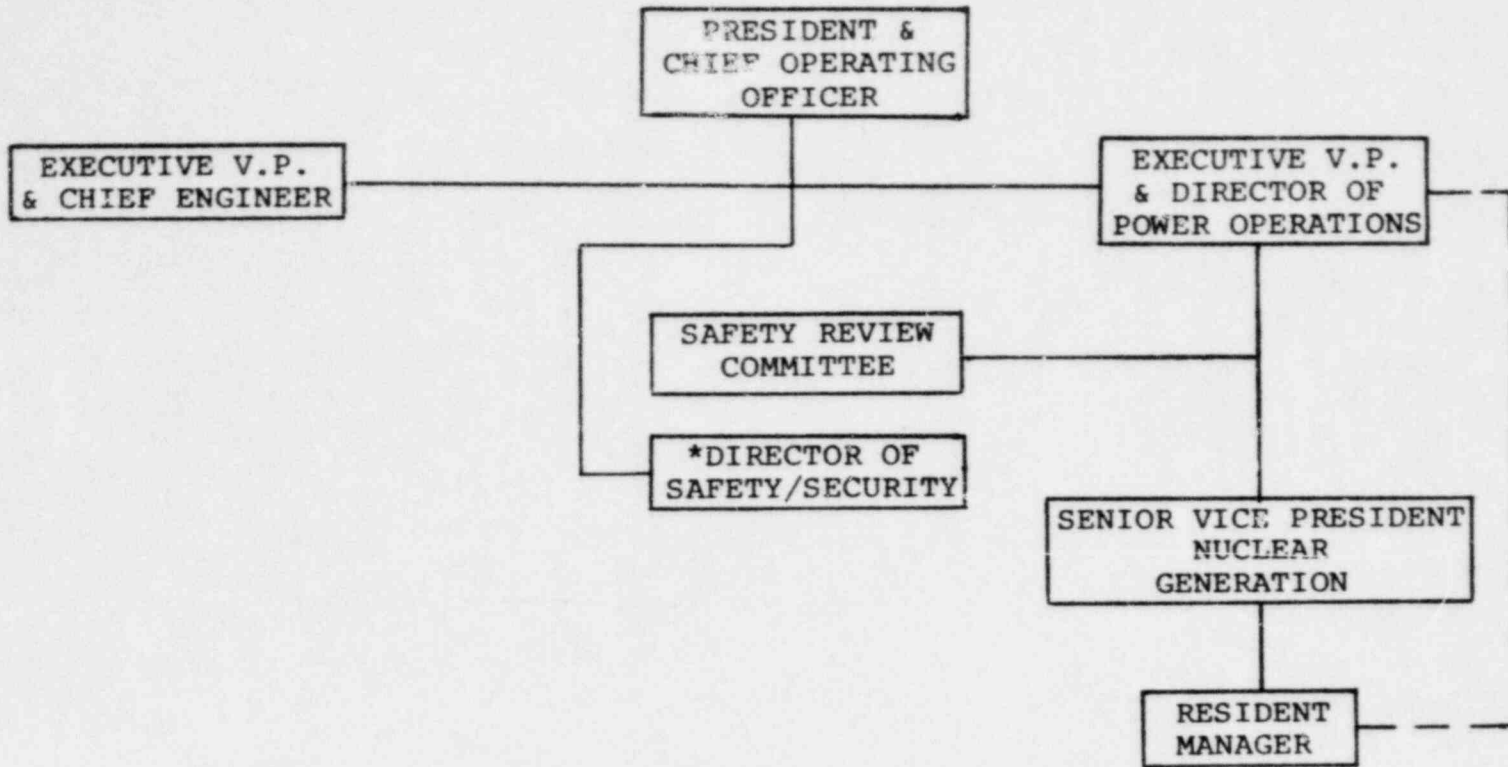 PRESIDENT &
CHIEF OPERATING
OFFICER
EXECUTIVE V.P.
& CHIEF ENGINEER
EXECUTIVE V.P.
& DIRECTOR OF
POWER OPERATIONS
SAFETY REVIEW
COMMITTEE
*DIRECTOR OF
SAFETY/SECURITY
SENIOR VICE PRESIDENT
NUCLEAR
GENERATION
RESIDENT
MANAGER